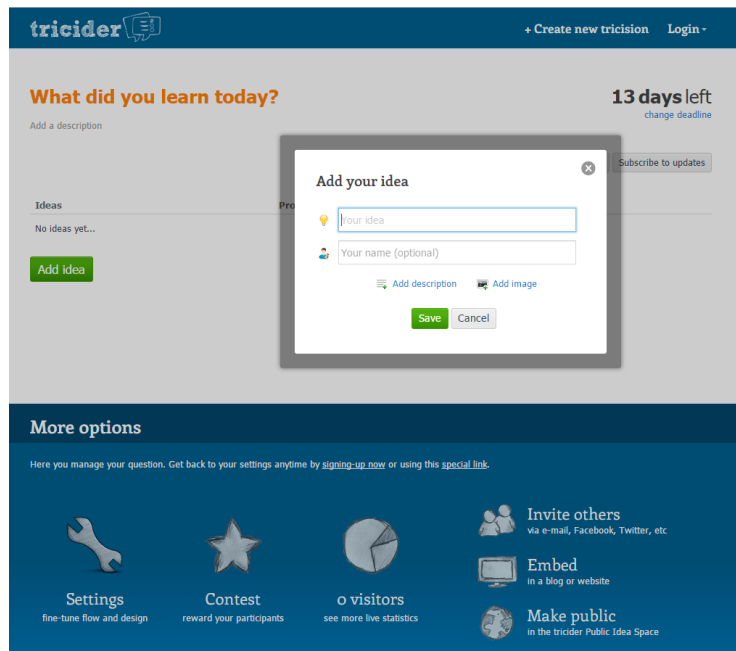 tricider
+ Create new tricision Login
What did you learn today?
13 days left
change deadline
Add a description
Subscribe to updates
Add your idea
Ideas
Pro
Your idea
No ideas yet...
Your name (optional)
Add idea
Add description Add image
Save Cancel
More options
Here you manage your question. Get back to your settings anytime by signing-up now or using this special link.
Invite others
via e-mail, Facebook, Twitter, etc
Embed
in a blog or website
Settings
fine-tune flow and design
Contest
reward your participants
0 visitors
see more live statistics
Make public
in the tricider Public Idea Space